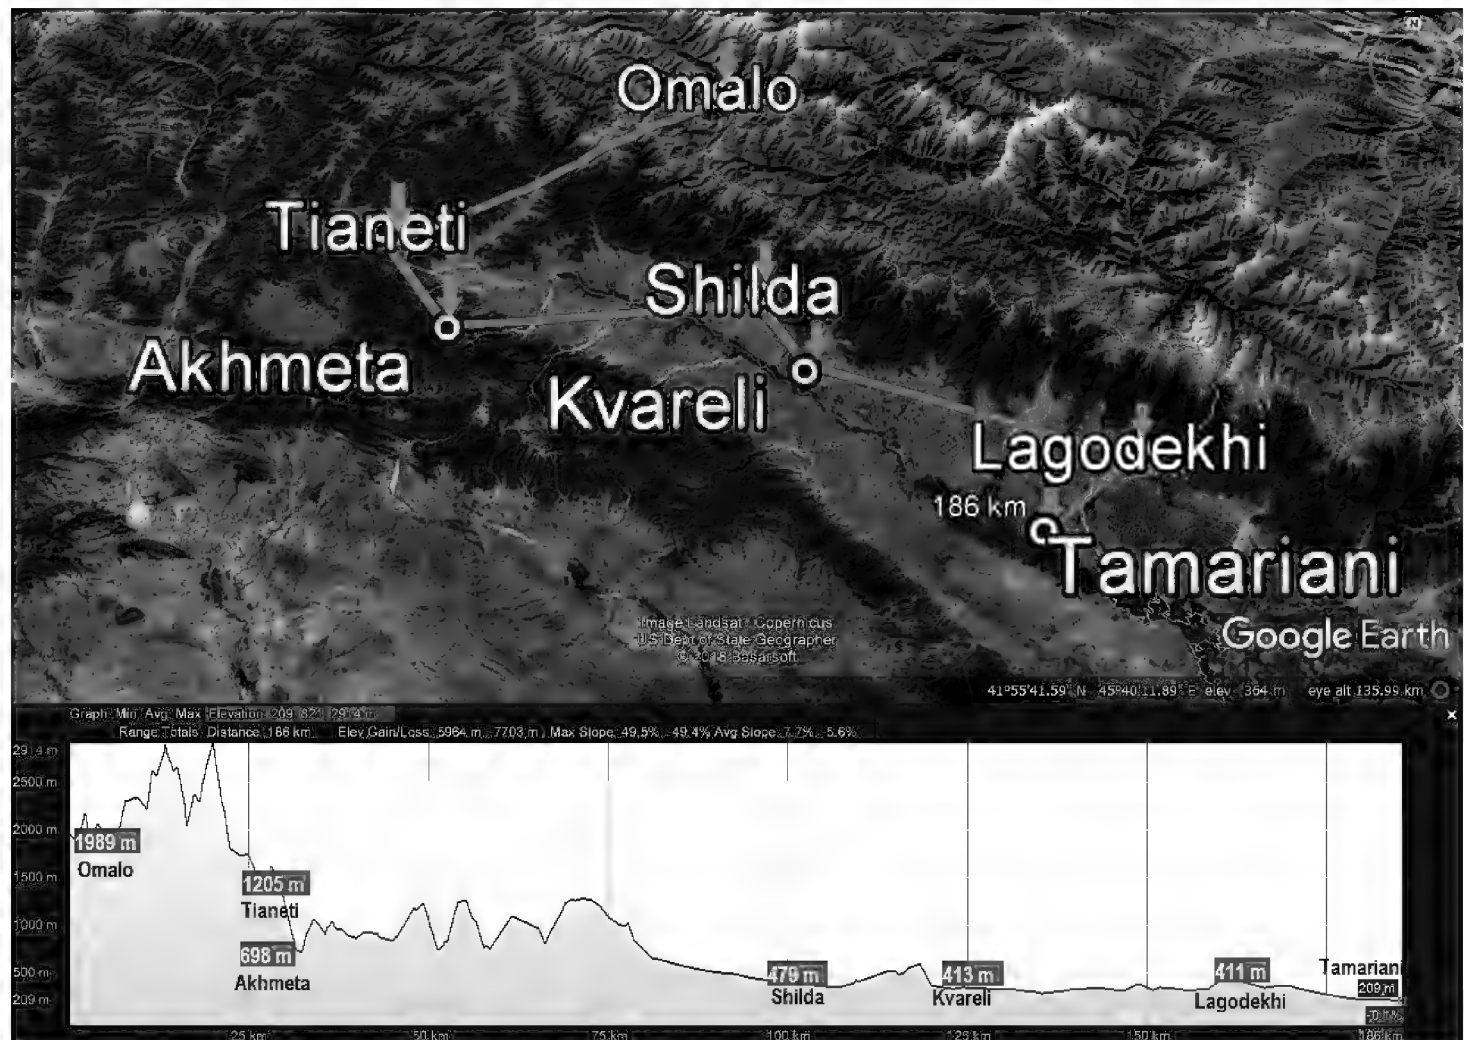 N
Omalo
Tianeti
Shilda
Akhmeta
Kvareli
Lagodekhi
186 km
Tamariani
Image Landsat / Copernicus
US Dept of State Geographer
© 2018 Basarsoft
Google Earth
41°55'41.59" N 45°40'11.89" E elev 364 m eye alt 135.99 km
Graph: Min, Avg, Max Elevation: 209, 821, 2914 m
Range Totals: Distance: 186 km Elev Gain/Loss: 5964 m, -7703 m Max Slope: 49.5%, -49.4% Avg Slope: 7.7%, -5.6%
2914 m
2500 m
2000 m
1500 m
1000 m
500 m
209 m
1989 m
Omalo
1205 m
Tianeti
698 m
Akhmeta
479 m
Shilda
413 m
Kvareli
411 m
Lagodekhi
Tamariani
209 m
25 km 50 km 75 km 100 km 125 km 150 km 186 km